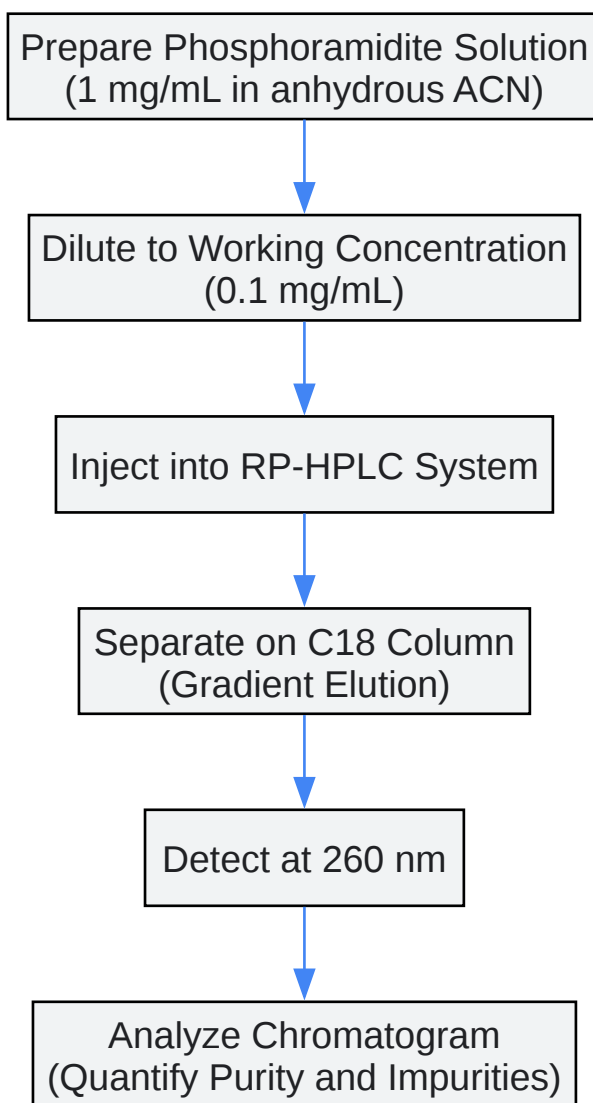 Prepare Phosphoramidite Solution
(1 mg/mL in anhydrous ACN)
Dilute to Working Concentration
(0.1 mg/mL)
Inject into RP-HPLC System
Separate on C18 Column
(Gradient Elution)
Detect at 260 nm
Analyze Chromatogram
(Quantify Purity and Impurities)